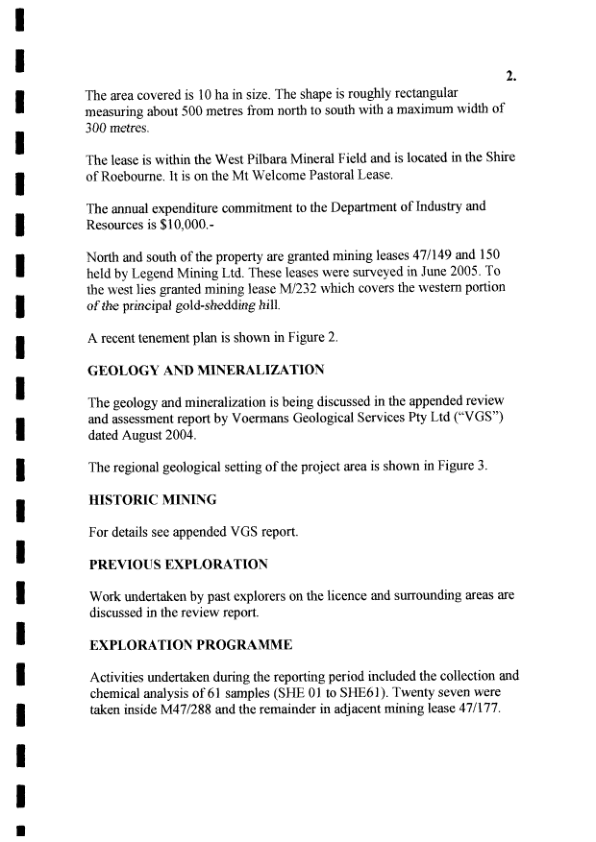 2.
The area covered is 10 ha in size. The shape is roughly rectangular
measuring about 500 metres from north to south with a maximum width of
300 metres.
The lease is within the West Pilbara Mineral Field and is located in the Shire
of Roebourne. It is on the Mt Welcome Pastoral Lease.
The annual expenditure commitment to the Department of Industry and
Resources is $10,000.-
North and south of the property are granted mining leases 47/149 and 150
held by Legend Mining Ltd. These leases were surveyed in June 2005. To
the west lies granted mining lease M/232 which covers the western portion
of the principal gold-shedding hill.
A recent tenement plan is shown in Figure 2.
GEOLOGY AND MINERALIZATION
The geology and mineralization is being discussed in the appended review
and assessment report by Voermans Geological Services Pty Ltd ("VGS")
dated August 2004.
The regional geological setting of the project area is shown in Figure 3.
HISTORIC MINING
For details see appended VGS report.
PREVIOUS EXPLORATION
Work undertaken by past explorers on the licence and surrounding areas are
discussed in the review report.
EXPLORATION PROGRAMME
Activities undertaken during the reporting period included the collection and
chemical analysis of 61 samples (SHE 01 to SHE61). Twenty seven were
taken inside M47/288 and the remainder in adjacent mining lease 47/177.